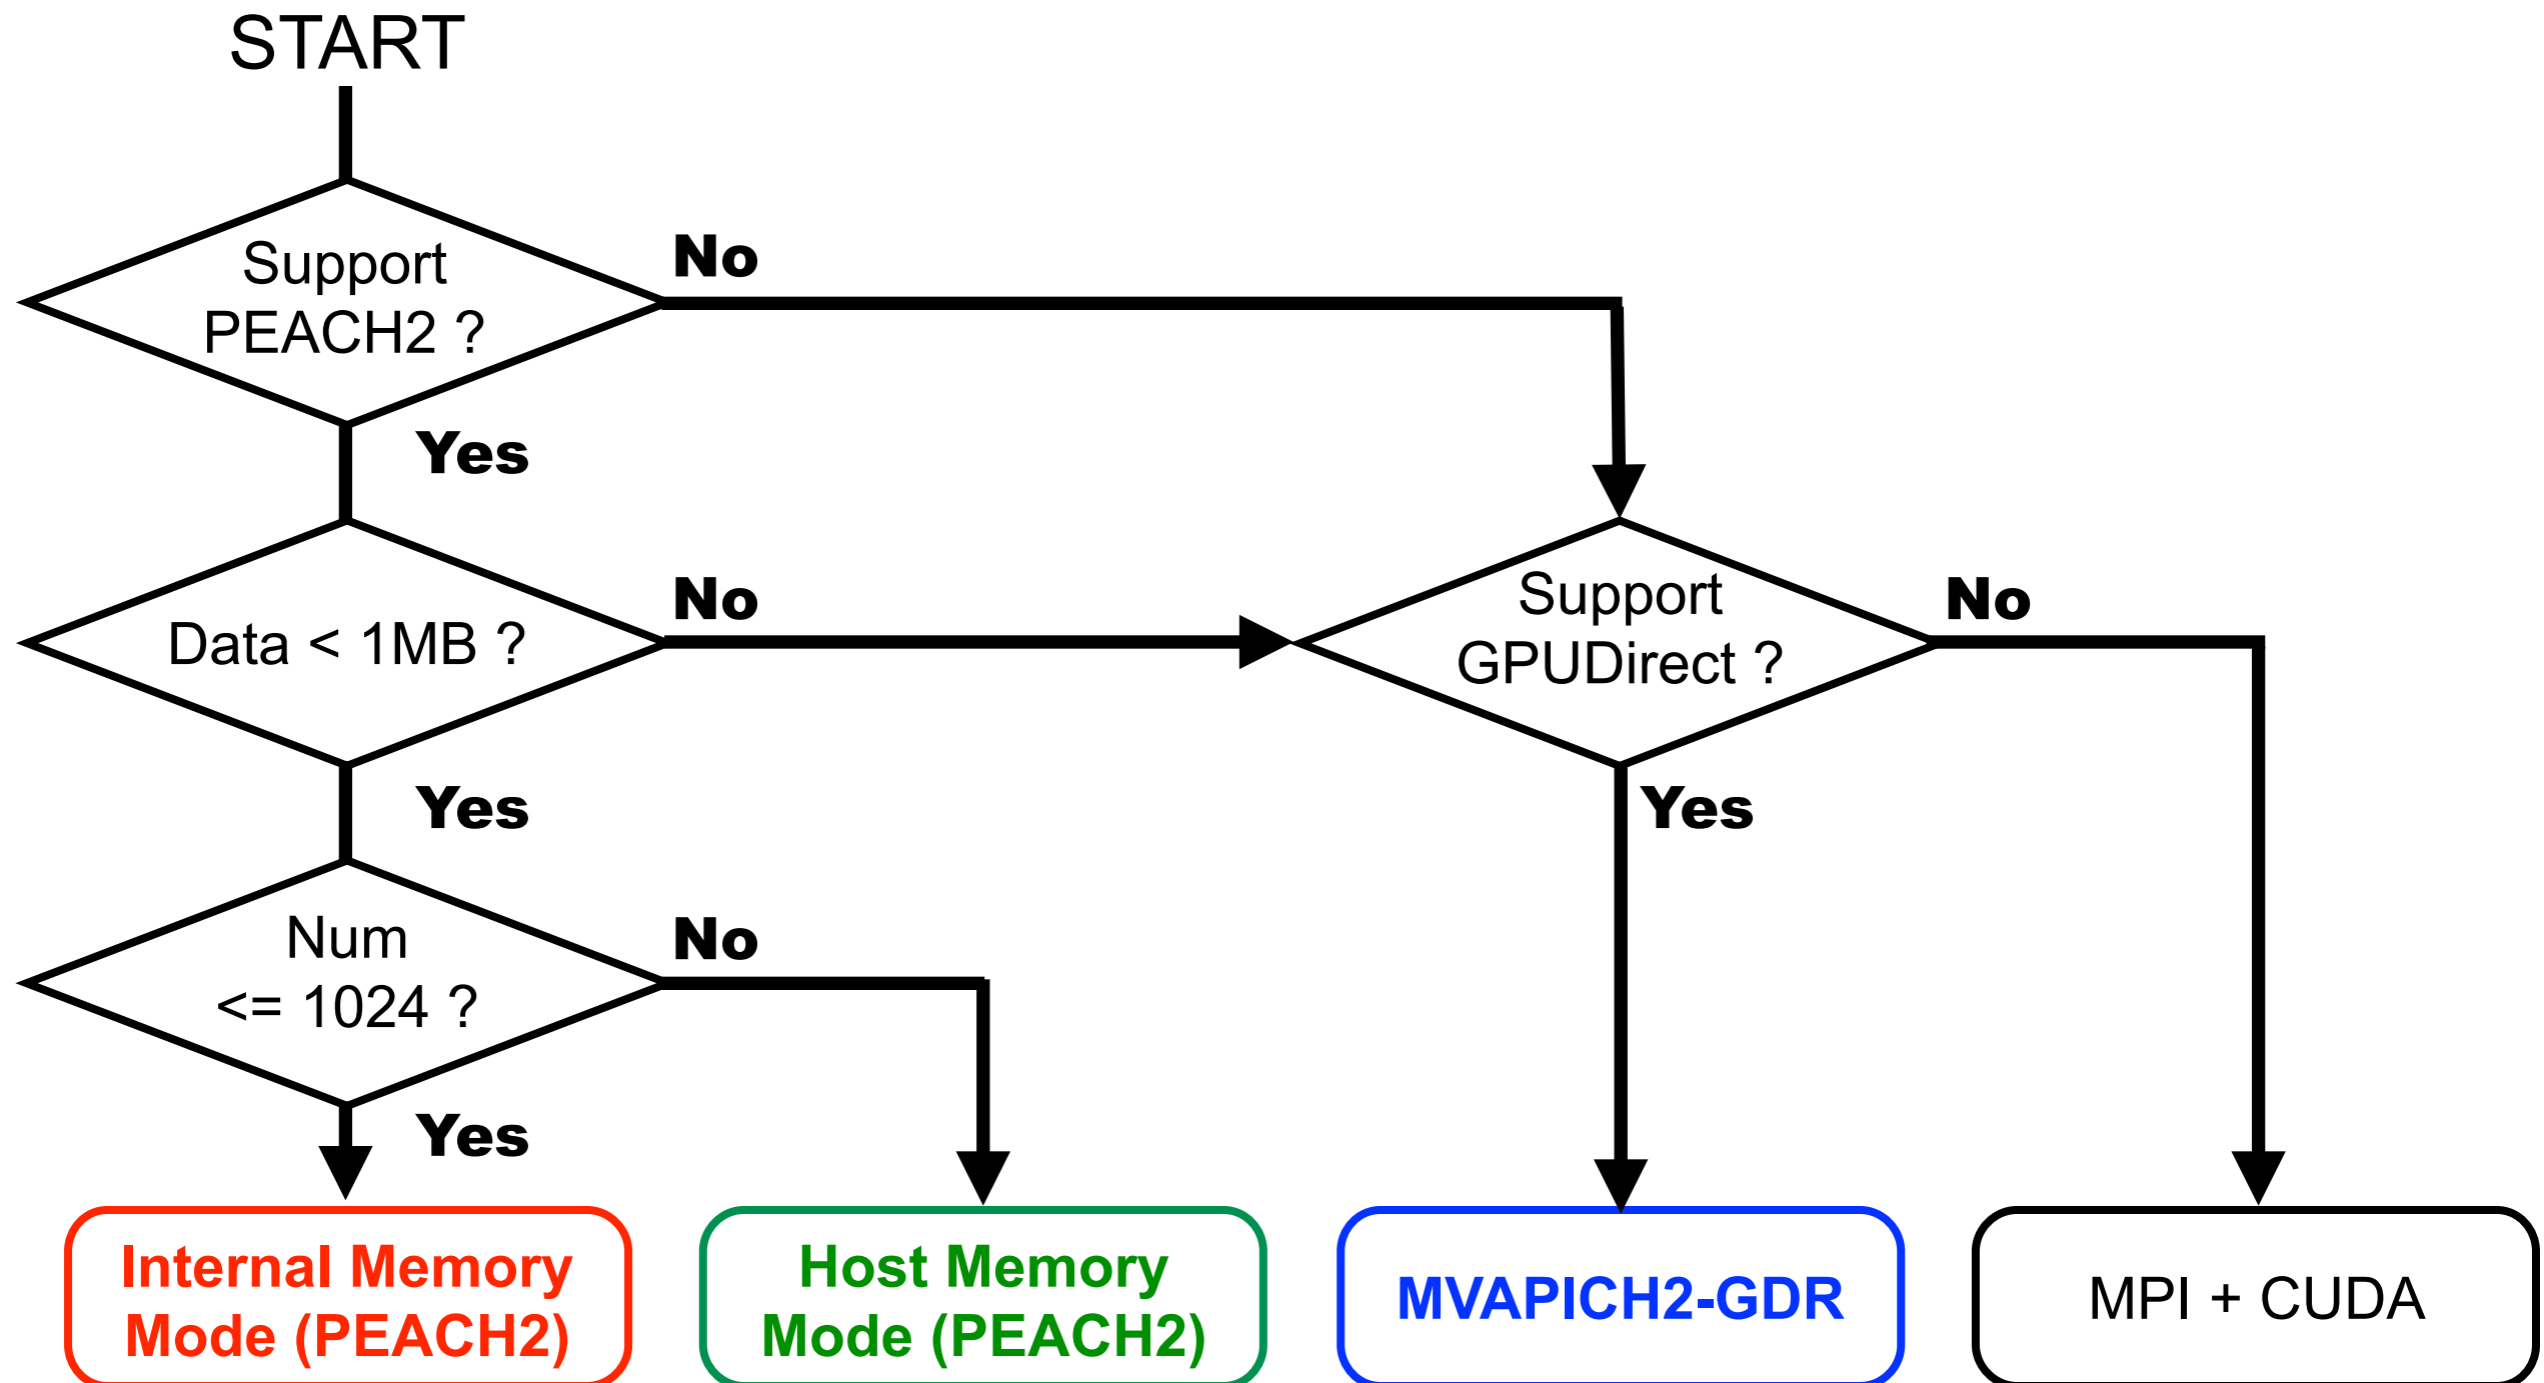 START
Support
PEACH2 ?
No
Yes
Data < 1MB ?
No
Support
GPUDirect ?
No
Yes
Yes
Num
<= 1024 ?
No
Yes
Internal Memory
Mode (PEACH2)
Host Memory
Mode (PEACH2)
MVAPICH2-GDR
MPI + CUDA